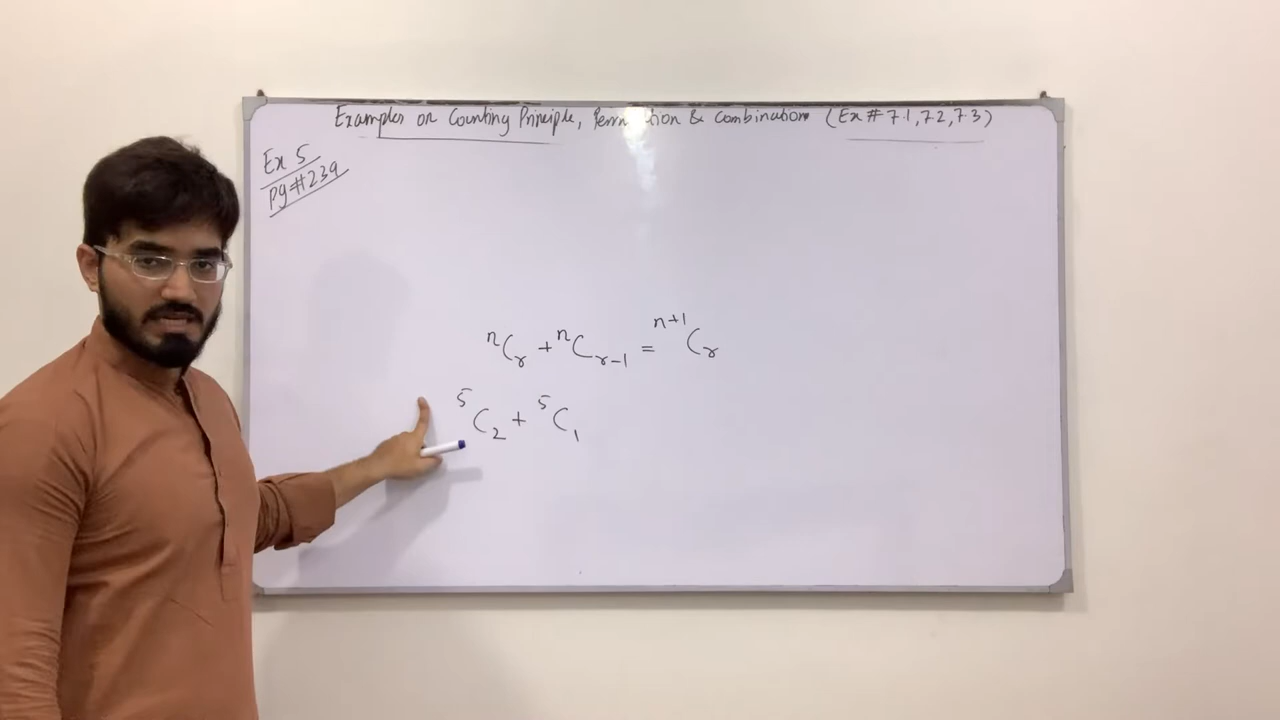 Examples on Counting Principle, Permutation & Combination (Ex # 7.1, 7.2, 7.3)
Ex 5
Pg # 239
ⁿCᵣ + ⁿCᵣ₋₁ = ⁿ⁺¹Cᵣ
⁵C₂ + ⁵C₁